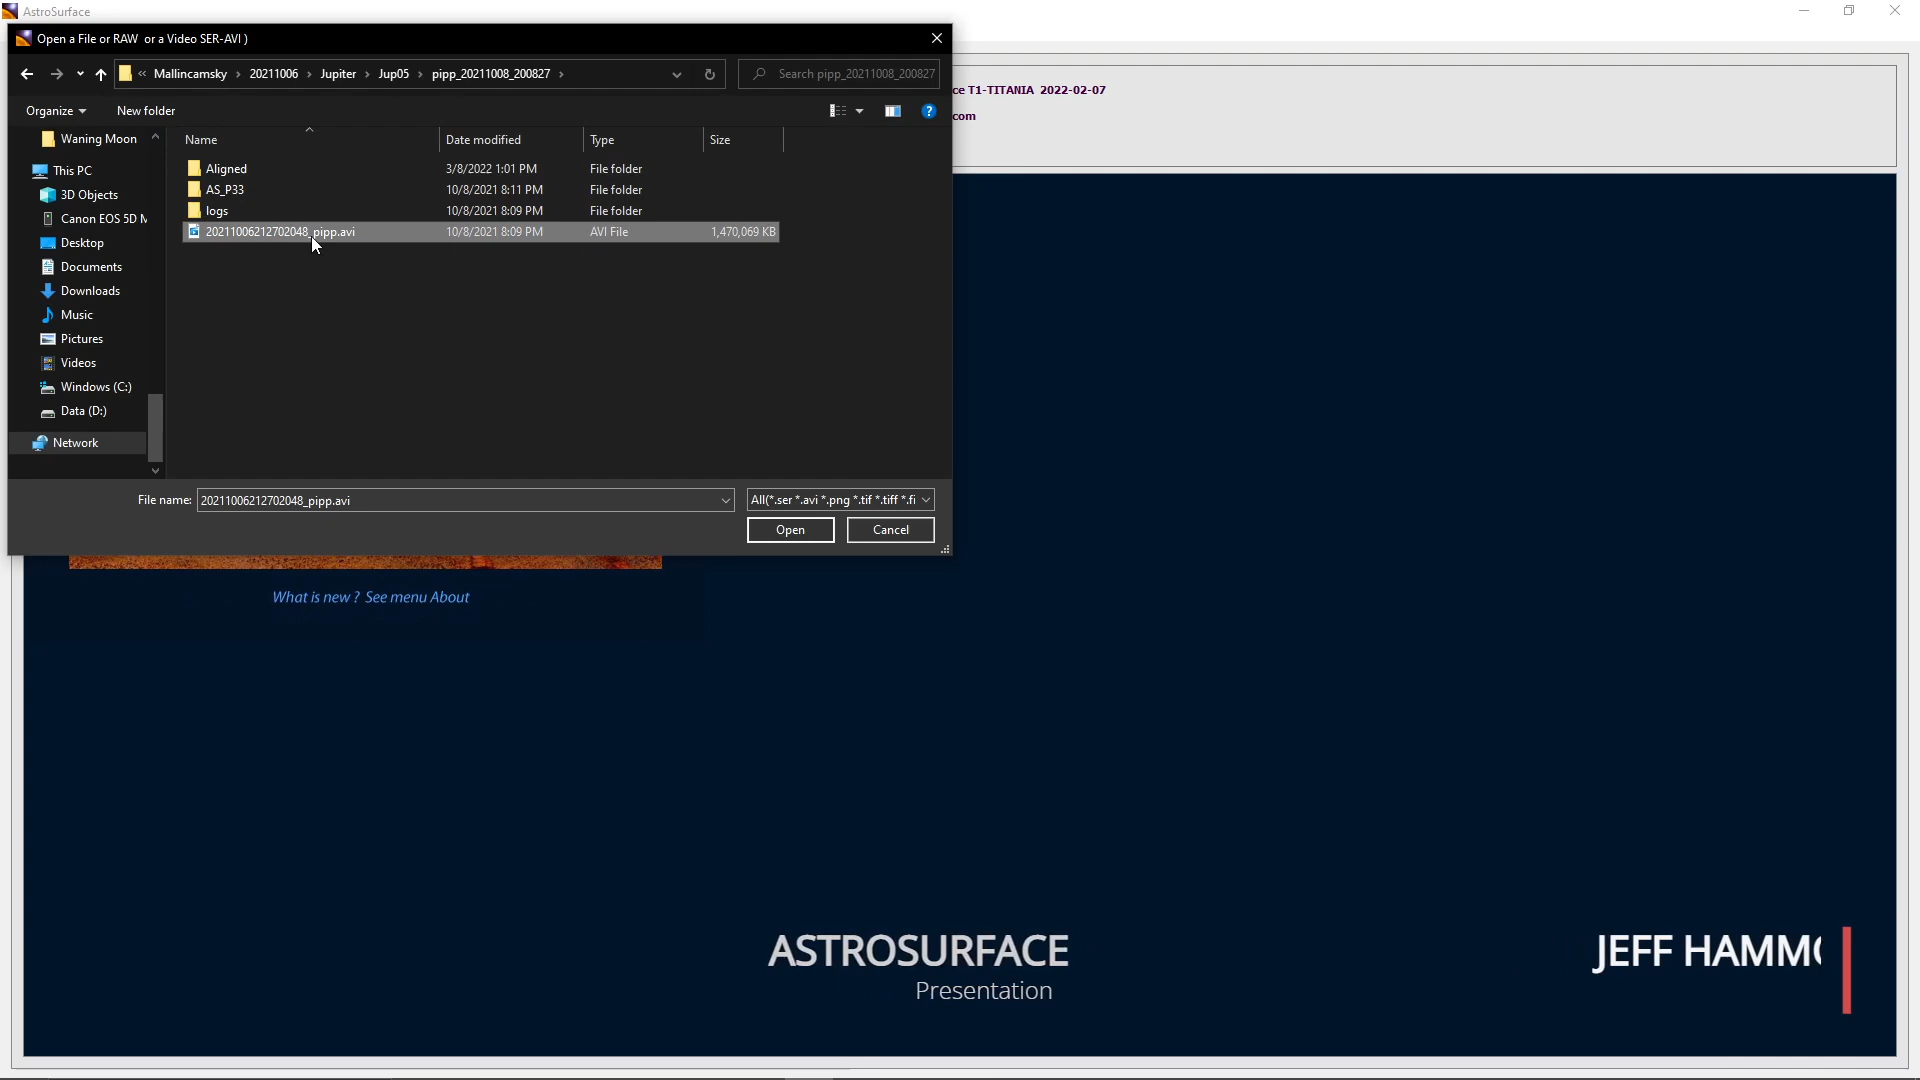 AstroSurface
Open a File or RAW or a Video SER-AVI )
« Mallincamsky › 20211006 › Jupiter › Jup05 › pipp_20211008_200827 ›
Search pipp_20211008_200827
Organize
New folder
ce T1-TITANIA 2022-02-07
com
Name
Date modified
Type
Size
Waning Moon
This PC
3D Objects
Canon EOS 5D M
Desktop
Documents
Downloads
Music
Pictures
Videos
Windows (C:)
Data (D:)
Network
Aligned 3/8/2022 1:01 PM File folder
AS_P33 10/8/2021 8:11 PM File folder
logs 10/8/2021 8:09 PM File folder
20211006212702048_pipp.avi 10/8/2021 8:09 PM AVI File 1,470,069 KB
File name: 20211006212702048_pipp.avi
All(*.ser *.avi *.png *.tif *.tiff *.fi
Open
Cancel
What is new ? See menu About
ASTROSURFACE
Presentation
JEFF HAMM